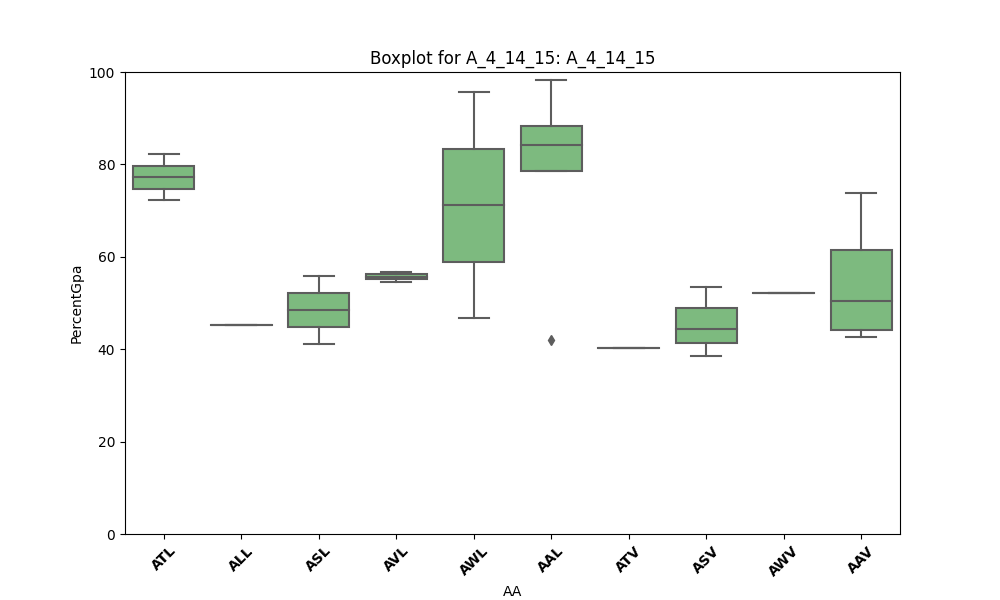 Boxplot for A_4_14_15: A_4_14_15
100
80
60
40
20
0
PercentGpa
ATL ALL ASL AVL AWL AAL ATV ASV AWV AAV
AA